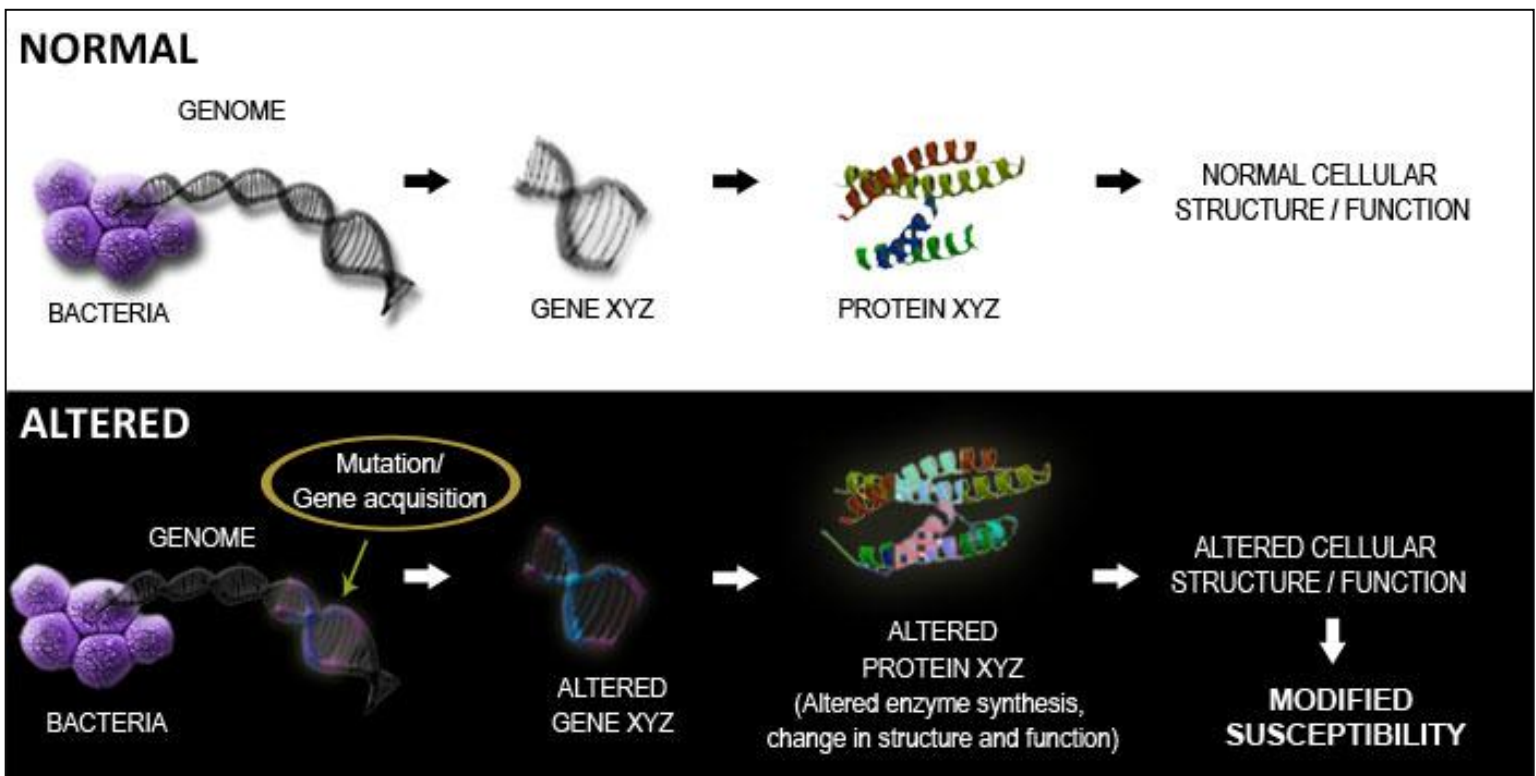 NORMAL
GENOME
BACTERIA
GENE XYZ
PROTEIN XYZ
NORMAL CELLULAR
STRUCTURE / FUNCTION
ALTERED
Mutation/
Gene acquisition
GENOME
BACTERIA
ALTERED
GENE XYZ
ALTERED
PROTEIN XYZ
(Altered enzyme synthesis,
change in structure and function)
ALTERED CELLULAR
STRUCTURE / FUNCTION
MODIFIED
SUSCEPTIBILITY